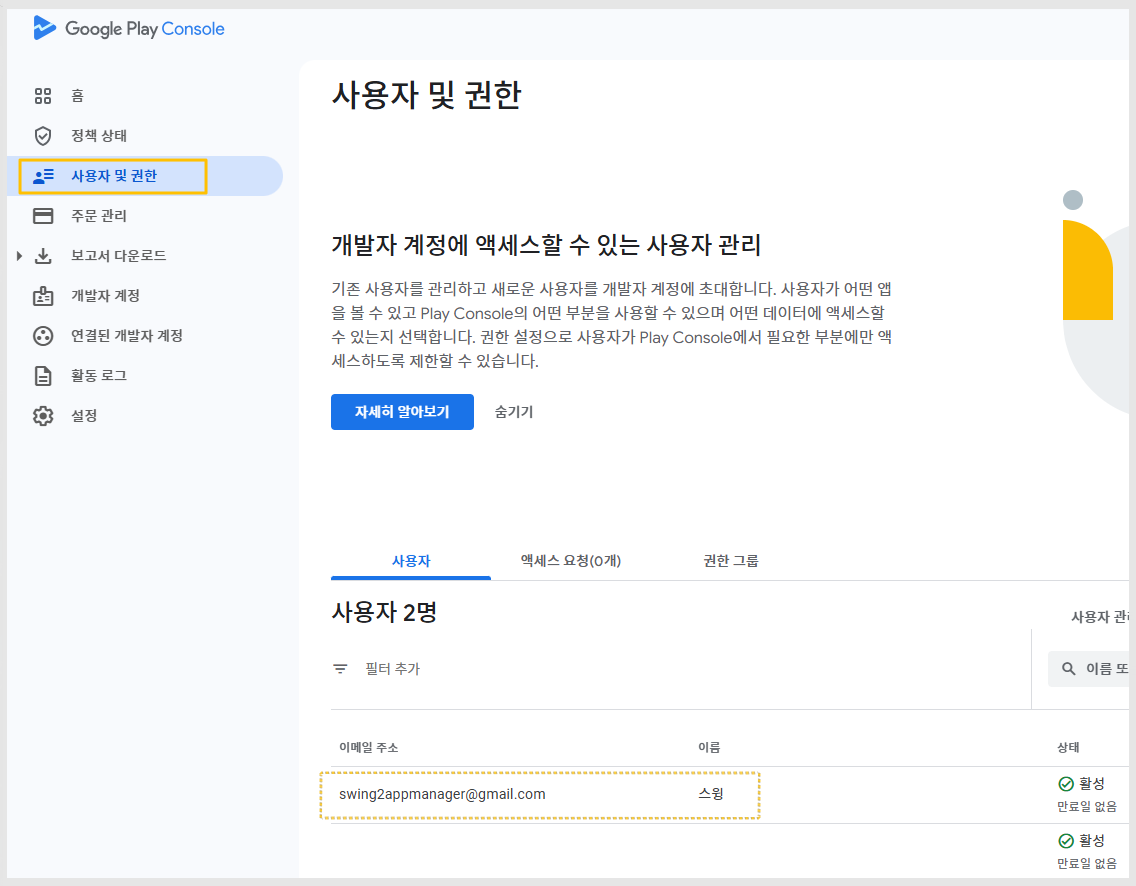 Google Play Console
홈
정책 상태
사용자 및 권한
주문 관리
보고서 다운로드
개발자 계정
연결된 개발자 계정
활동 로그
설정
사용자 및 권한
개발자 계정에 액세스할 수 있는 사용자 관리
기존 사용자를 관리하고 새로운 사용자를 개발자 계정에 초대합니다. 사용자가 어떤 앱
을 볼 수 있고 Play Console의 어떤 부분을 사용할 수 있으며 어떤 데이터에 액세스할
수 있는지 선택합니다. 권한 설정으로 사용자가 Play Console에서 필요한 부분에만 액
세스하도록 제한할 수 있습니다.
자세히 알아보기
숨기기
사용자
액세스 요청(0개)
권한 그룹
사용자 2명
사용자 관
필터 추가
이름 또
이메일 주소
이름
상태
swing2appmanager@gmail.com
스윙
활성
만료일 없음
활성
만료일 없음